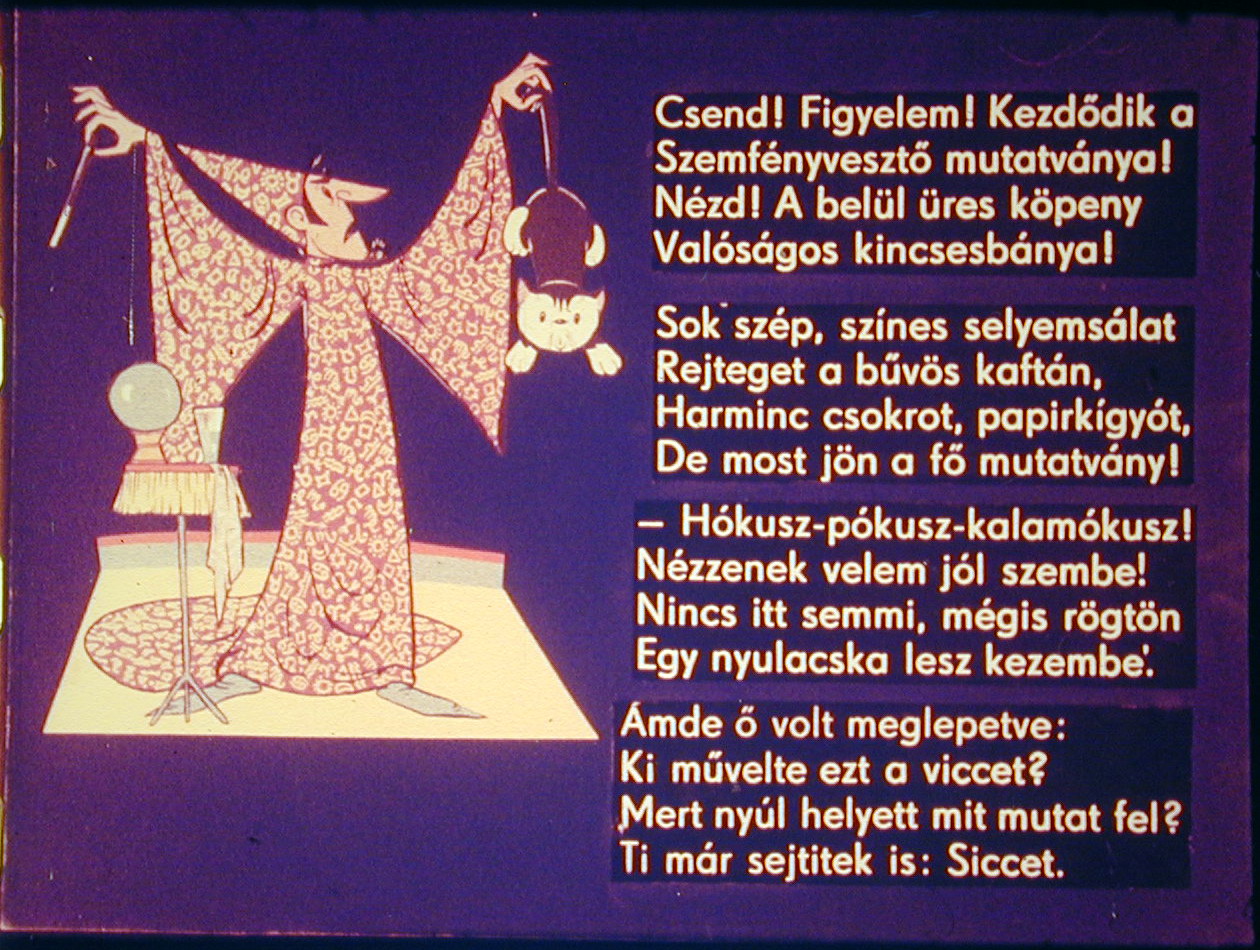 Csend! Figyelem! Kezdődik a
Szemfényvesztő mutatványa!
Nézd! A belül üres köpeny
Valóságos kincsesbánya!
Sok szép, színes selyemsálat
Rejteget a bűvös kaftán,
Harminc csokrot, papirkígyót,
De most jön a fő mutatvány!
– Hókusz-pókusz-kalamókusz!
Nézzenek velem jól szembe!
Nincs itt semmi, mégis rögtön
Egy nyulacska lesz kezembe'.
Ámde ő volt meglepetve:
Ki művelte ezt a viccet?
Mert nyúl helyett mit mutat fel?
Ti már sejtitek is: Siccet.